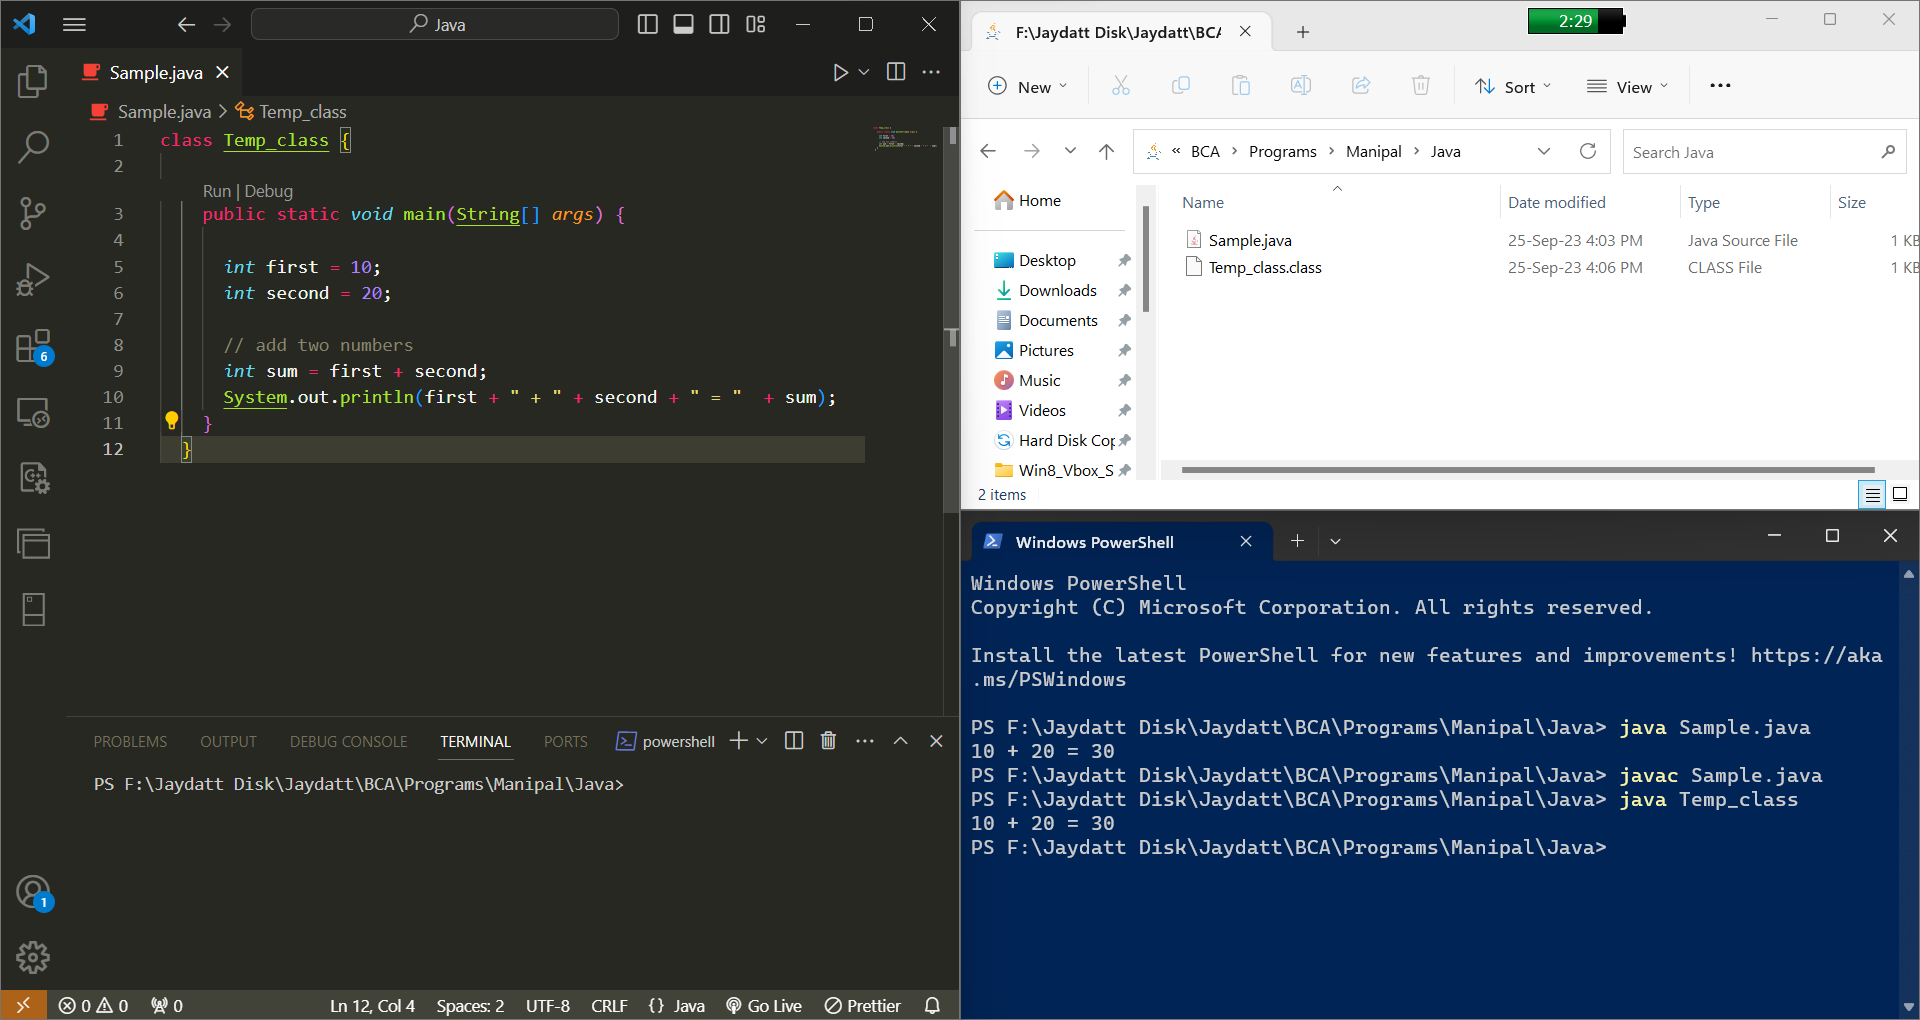 Java
Sample.java
Sample.java > Temp_class
1 class Temp_class {
2
Run | Debug
3 public static void main(String[] args) {
4
5 int first = 10;
6 int second = 20;
7
8 // add two numbers
9 int sum = first + second;
10 System.out.println(first + " + " + second + " = "  + sum);
11 }
12 }
6
1
PROBLEMS OUTPUT DEBUG CONSOLE TERMINAL PORTS powershell
PS F:\Jaydatt Disk\Jaydatt\BCA\Programs\Manipal\Java>
0 0 0 Ln 12, Col 4 Spaces: 2 UTF-8 CRLF {} Java Go Live Prettier
F:\Jaydatt Disk\Jaydatt\BCA
2:29
New Sort View
« BCA > Programs > Manipal > Java
Search Java
Home
Desktop
Downloads
Documents
Pictures
Music
Videos
Hard Disk Cop
Win8_Vbox_S
Name Date modified Type Size
Sample.java 25-Sep-23 4:03 PM Java Source File 1 KB
Temp_class.class 25-Sep-23 4:06 PM CLASS File 1 KB
2 items
Windows PowerShell
Windows PowerShell
Copyright (C) Microsoft Corporation. All rights reserved.
Install the latest PowerShell for new features and improvements! https://aka
.ms/PSWindows
PS F:\Jaydatt Disk\Jaydatt\BCA\Programs\Manipal\Java> java Sample.java
10 + 20 = 30
PS F:\Jaydatt Disk\Jaydatt\BCA\Programs\Manipal\Java> javac Sample.java
PS F:\Jaydatt Disk\Jaydatt\BCA\Programs\Manipal\Java> java Temp_class
10 + 20 = 30
PS F:\Jaydatt Disk\Jaydatt\BCA\Programs\Manipal\Java>